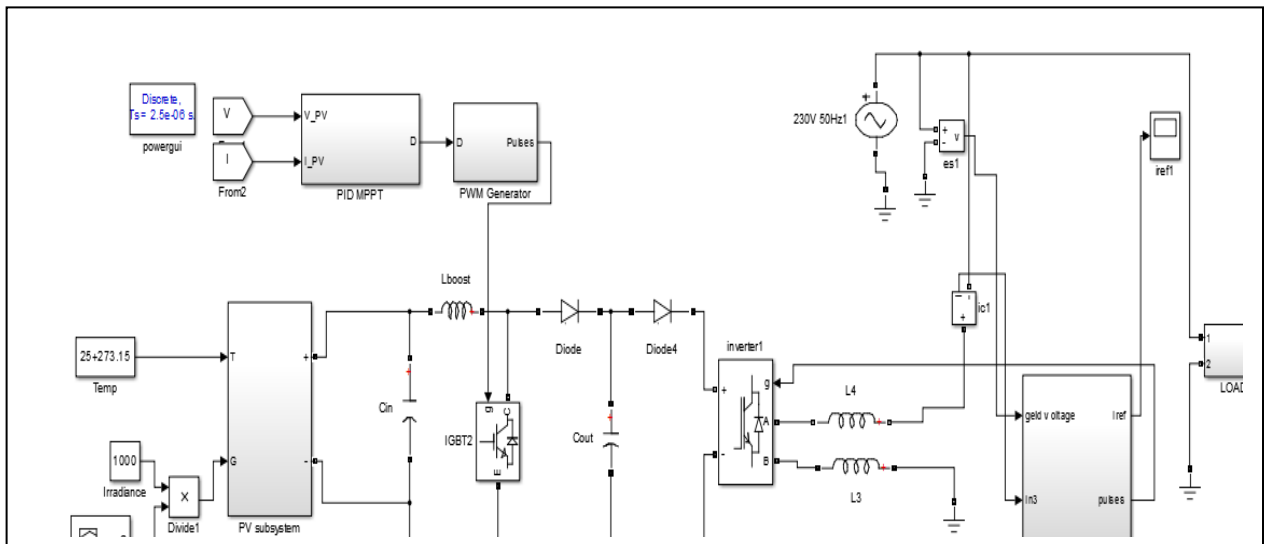 Discrete,
Ts= 2.5e-06 s.
powergui
V
I
From2
V_PV
I_PV
D
PID MPPT
D
Pulses
PWM Generator
230V 50Hz1
+
-
v
es1
iref1
Lboost
25+273.15
Temp
T
G
+
-
PV subsystem
1000
Irradiance
×
Divide1
Cin
g
C
E
IGBT2
Diode
Cout
Diode4
inverter1
+
-
g
A
B
L4
L3
i
-
+
ic1
geld v oltage
In3
Iref
pulses
1
2
LOAD